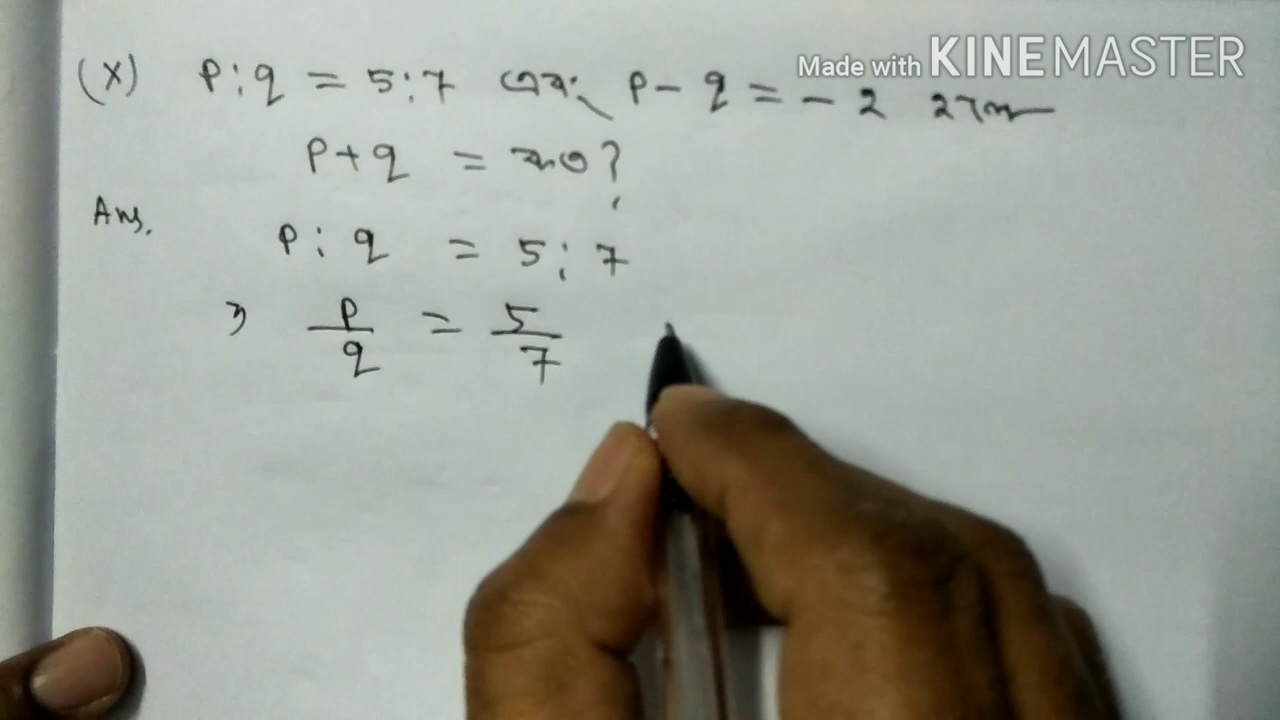 Made with KINEMASTER
(x) p:q = 5:7 এবং p-q = -2 হলে
p+q = কত?
Ans.
p:q = 5:7
⇒ p/q = 5/7